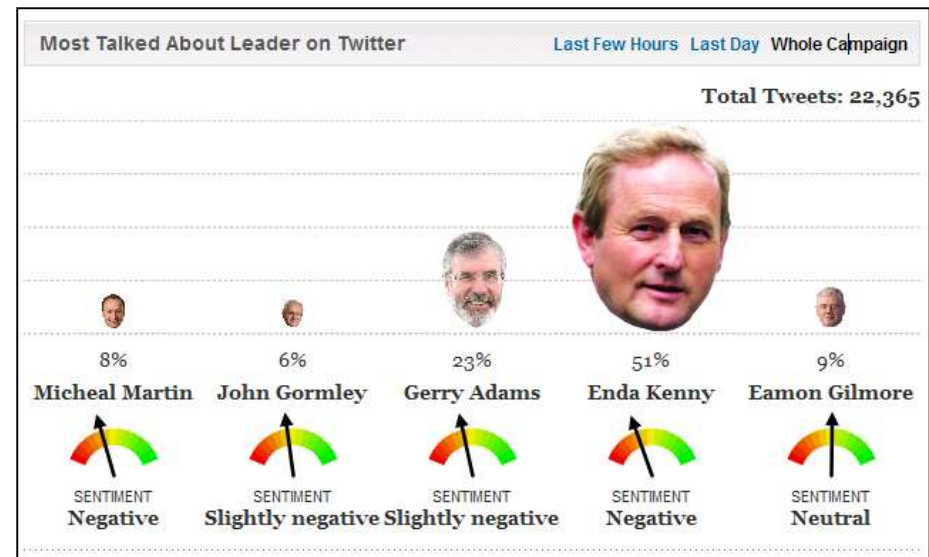 Most Talked About Leader on Twitter Last Few Hours Last Day Whole Campaign
Total Tweets: 22,365
8% 6% 23% 51% 9%
Micheal Martin John Gormley Gerry Adams Enda Kenny Eamon Gilmore
SENTIMENT SENTIMENT SENTIMENT SENTIMENT SENTIMENT
Negative Slightly negative Slightly negative Negative Neutral